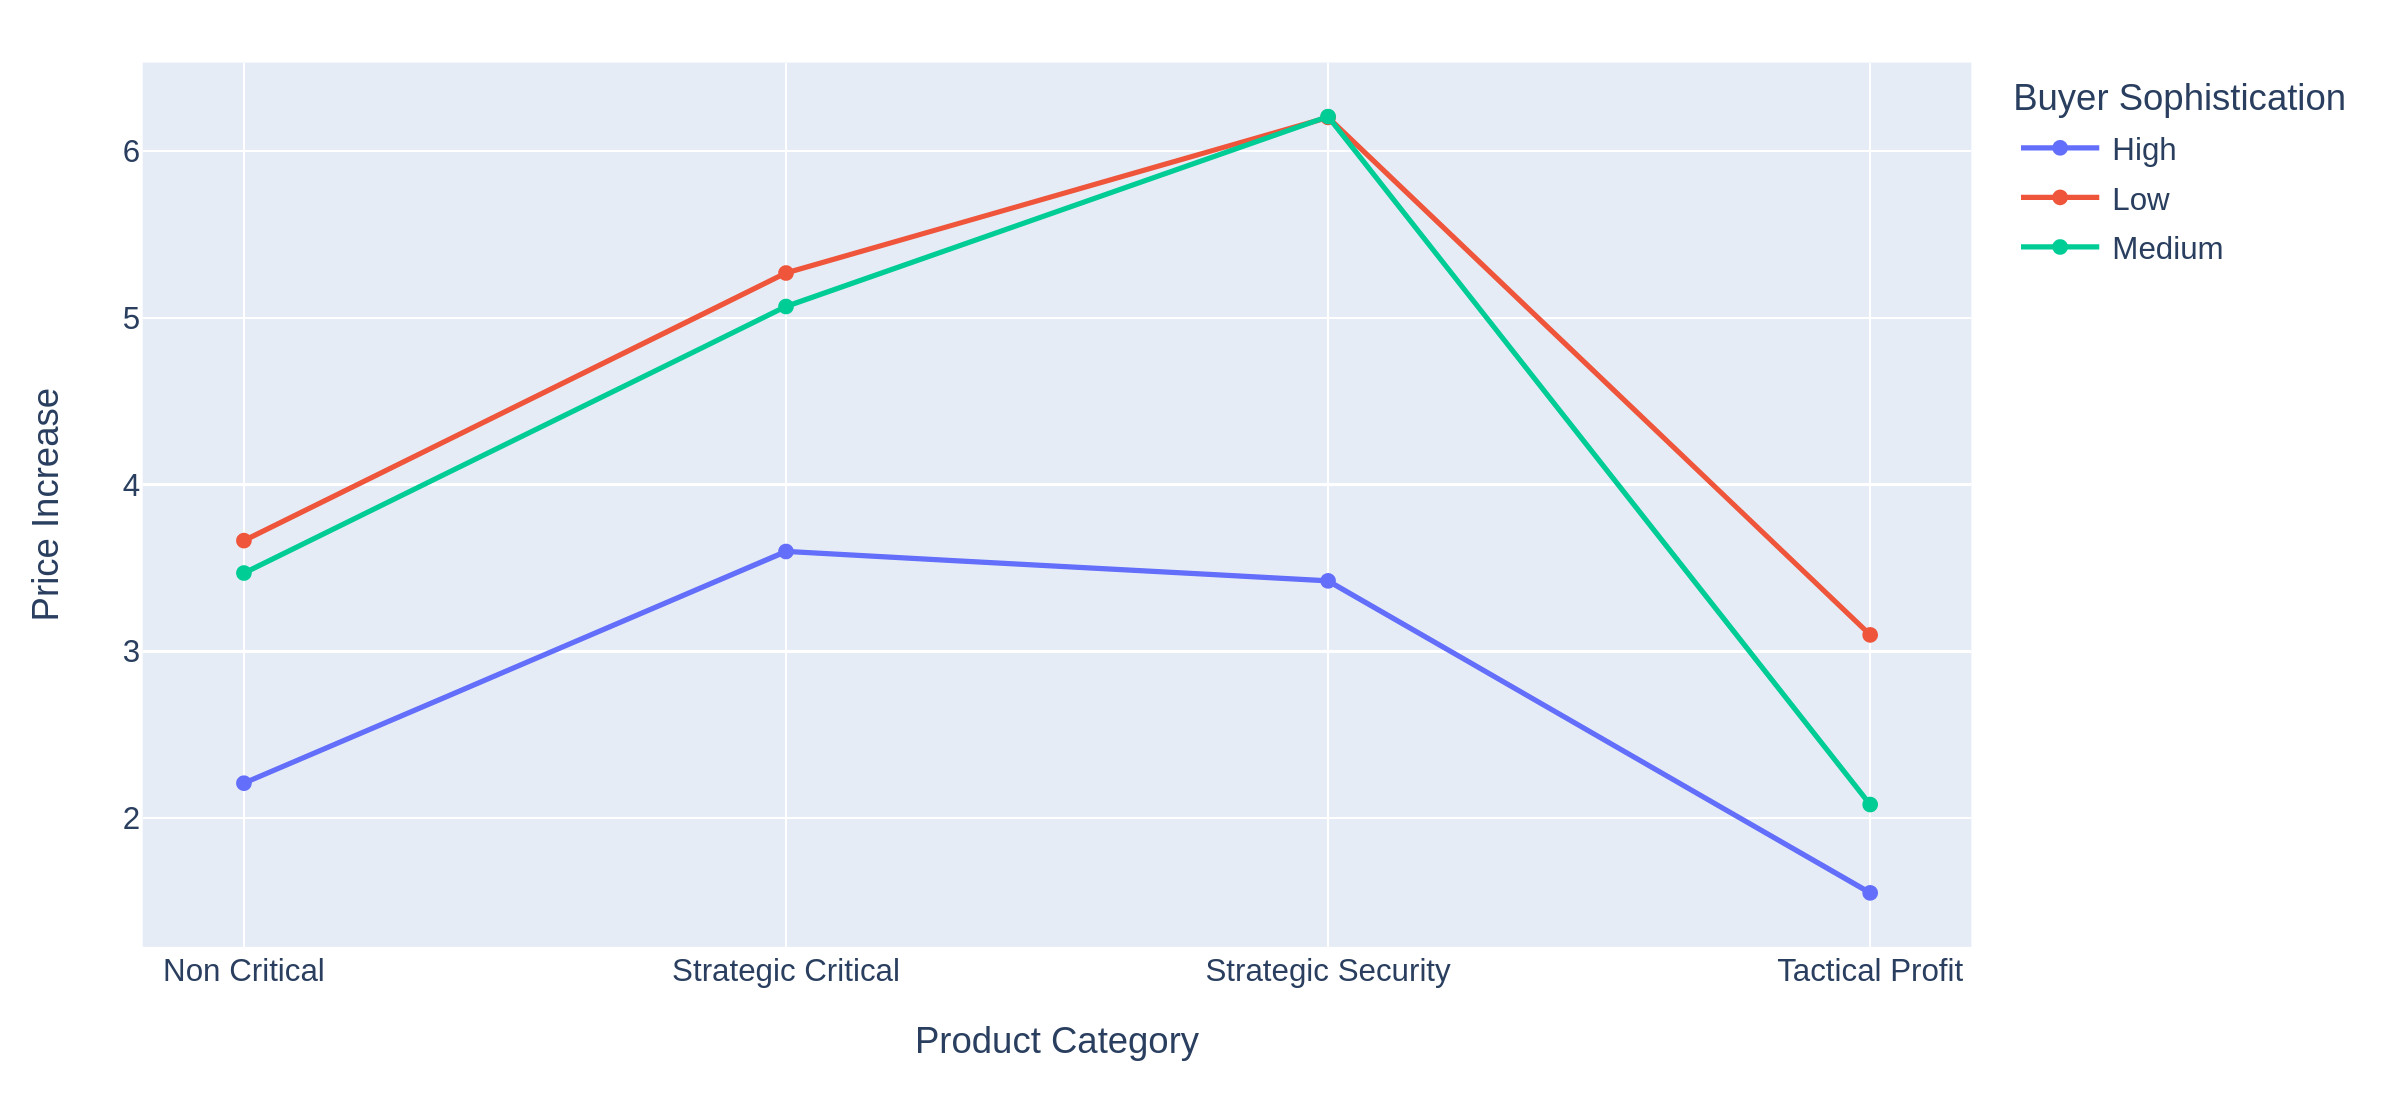 Buyer Sophistication
High
Low
Medium
Price Increase
6
5
4
3
2
Non Critical
Strategic Critical
Strategic Security
Tactical Profit
Product Category